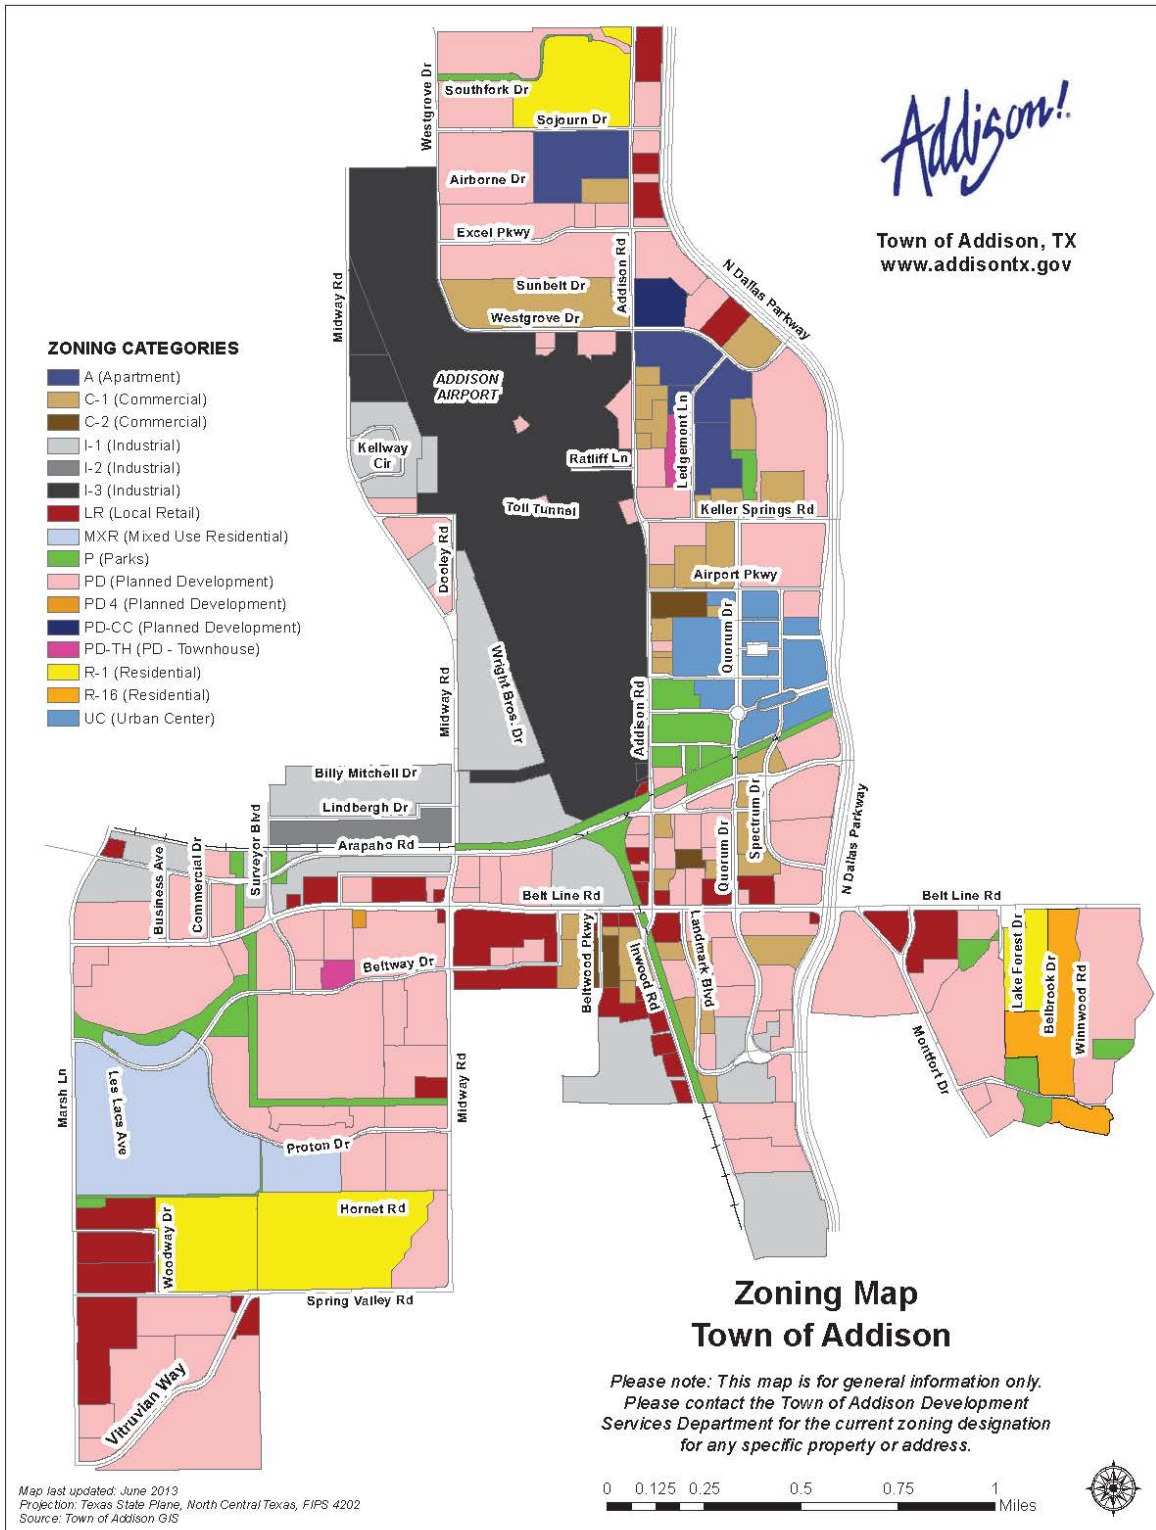 Addison!
Town of Addison, TX
www.addisontx.gov
Westgrove Dr
Southfork Dr
Sojourn Dr
Airborne Dr
Excel Pkwy
Addison Rd
N Dallas Parkway
Midway Rd
Sunbelt Dr
Westgrove Dr
ZONING CATEGORIES
A (Apartment)
C-1 (Commercial)
C-2 (Commercial)
I-1 (Industrial)
I-2 (Industrial)
I-3 (Industrial)
LR (Local Retail)
MXR (Mixed Use Residential)
P (Parks)
PD (Planned Development)
PD 4 (Planned Development)
PD-CC (Planned Development)
PD-TH (PD - Townhouse)
R-1 (Residential)
R-16 (Residential)
UC (Urban Center)
ADDISON
AIRPORT
Kellway
Cir
Ratliff Ln
Ledgemont Ln
Toll Tunnel
Keller Springs Rd
Dooley Rd
Airport Pkwy
Quorum Dr
Wright Bros. Dr
Midway Rd
Addison Rd
Billy Mitchell Dr
Lindbergh Dr
Surveyor Blvd
Arapaho Rd
Business Ave
Commercial Dr
Spectrum Dr
Quorum Dr
N Dallas Parkway
Belt Line Rd
Belt Line Rd
Beltway Dr
Beltwood Pkwy
Inwood Rd
Landmark Blvd
Lake Forest Dr
Belbrook Dr
Winnwood Rd
Montfort Dr
Marsh Ln
Les Lacs Ave
Midway Rd
Proton Dr
Hornet Rd
Woodway Dr
Spring Valley Rd
Vitruvian Way
Zoning Map
Town of Addison
Please note: This map is for general information only.
Please contact the Town of Addison Development
Services Department for the current zoning designation
for any specific property or address.
0 0.125 0.25 0.5 0.75 1
Miles
Map last updated: June 2013
Projection: Texas State Plane, North Central Texas, FIPS 4202
Source: Town of Addison GIS